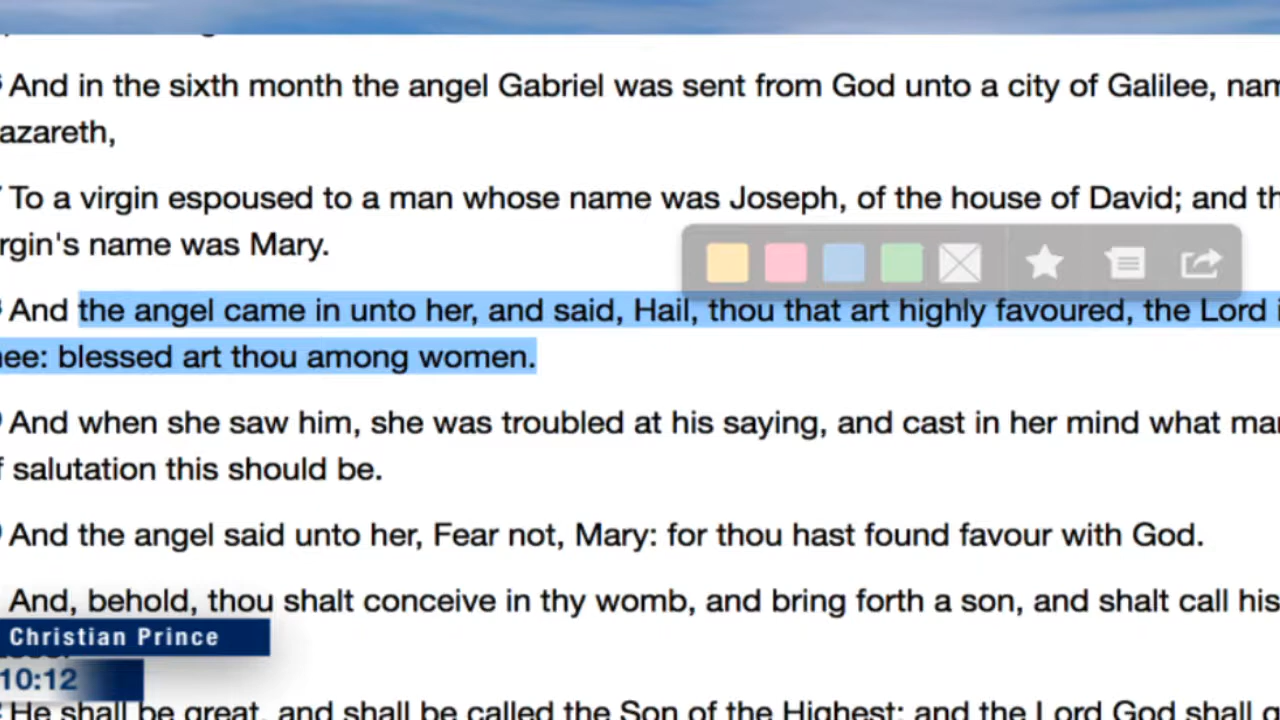 And in the sixth month the angel Gabriel was sent from God unto a city of Galilee, nam
azareth,
To a virgin espoused to a man whose name was Joseph, of the house of David; and th
rgin's name was Mary.
And the angel came in unto her, and said, Hail, thou that art highly favoured, the Lord i
ee: blessed art thou among women.
And when she saw him, she was troubled at his saying, and cast in her mind what man
f salutation this should be.
And the angel said unto her, Fear not, Mary: for thou hast found favour with God.
And, behold, thou shalt conceive in thy womb, and bring forth a son, and shalt call his
Christian Prince
10:12
He shall be great, and shall be called the Son of the Highest: and the Lord God shall g